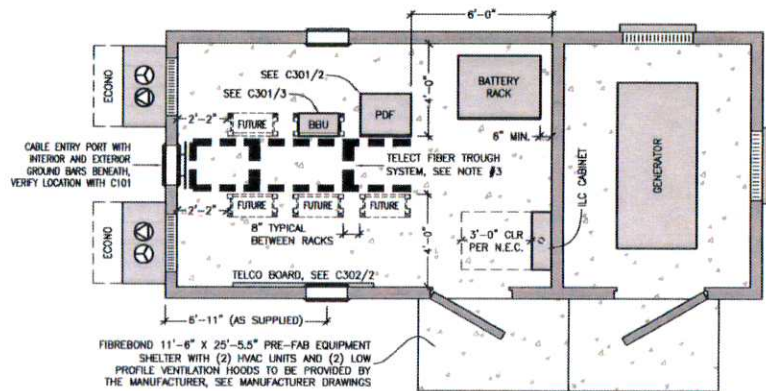 6'-0"
ECONO
SEE C301/2
SEE C301/3
4'-0"
BATTERY
RACK
2'-2"
FUTURE
BBU
PDF
6" MIN.
CABLE ENTRY PORT WITH
INTERIOR AND EXTERIOR
GROUND BARS BENEATH,
VERIFY LOCATION WITH C101
TELECT FIBER TROUGH
SYSTEM, SEE NOTE #3
ILC CABINET
GENERATOR
2'-2"
FUTURE
FUTURE
FUTURE
ECONO
8" TYPICAL
BETWEEN RACKS
4'-0"
3'-0" CLR
PER N.E.C.
TELCO BOARD, SEE C302/2
6'-11" (AS SUPPLIED)
FIBREBOND 11'-6" X 25'-5.5" PRE-FAB EQUIPMENT
SHELTER WITH (2) HVAC UNITS AND (2) LOW
PROFILE VENTILATION HOODS TO BE PROVIDED BY
THE MANUFACTURER, SEE MANUFACTURER DRAWINGS